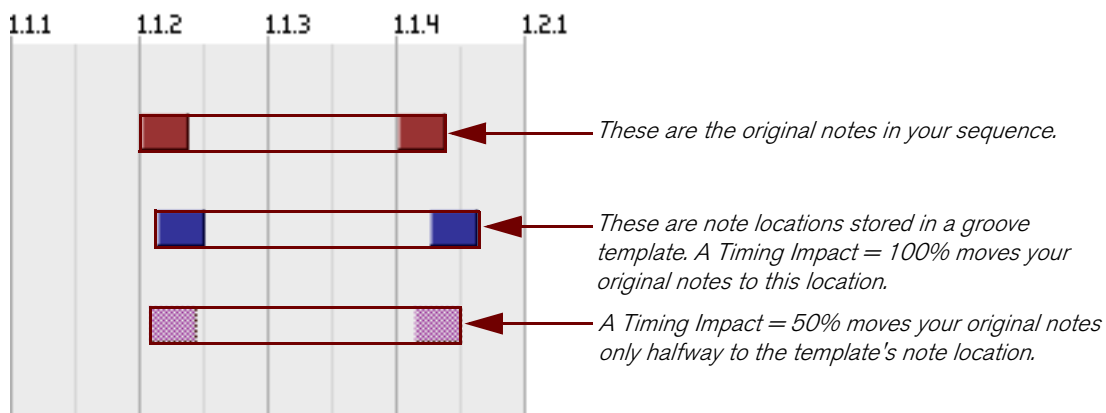 1.1.1 1.1.2 1.1.3 1.1.4 1.2.1
These are the original notes in your sequence.
These are note locations stored in a groove
template. A Timing Impact = 100% moves your
original notes to this location.
A Timing Impact = 50% moves your original notes
only halfway to the template's note location.